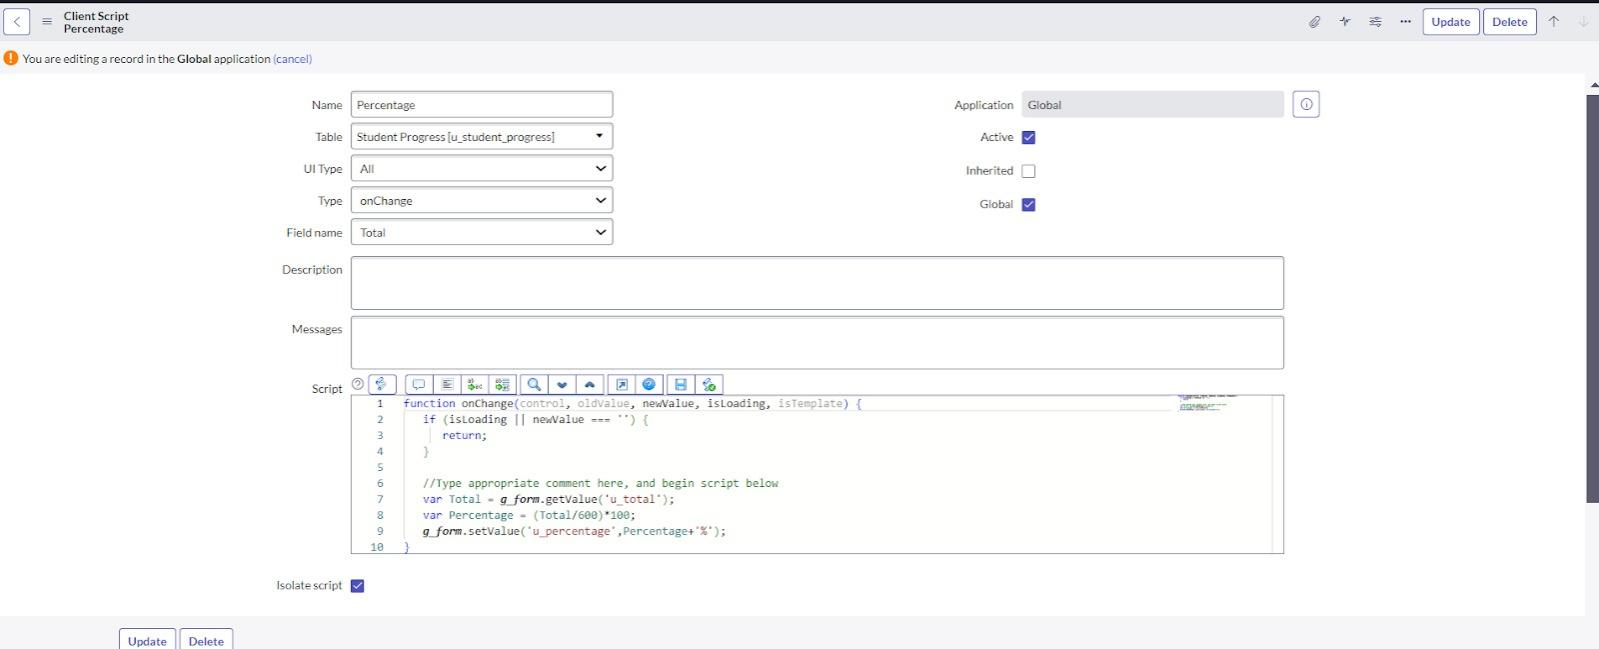 Client Script
Percentage
Update
Delete
You are editing a record in the Global application (cancel)
Name
Percentage
Application
Global
Table
Student Progress [u_student_progress]
Active
UI Type
All
Inherited
Type
onChange
Global
Field name
Total
Description
Messages
Script
1 function onChange(control, oldValue, newValue, isLoading, isTemplate) {
2 if (isLoading || newValue === '') {
3 return;
4 }
5
6 //Type appropriate comment here, and begin script below
7 var Total = g_form.getValue('u_total');
8 var Percentage = (Total/600)*100;
9 g_form.setValue('u_percentage',Percentage+'%');
10 }
Isolate script
Update
Delete